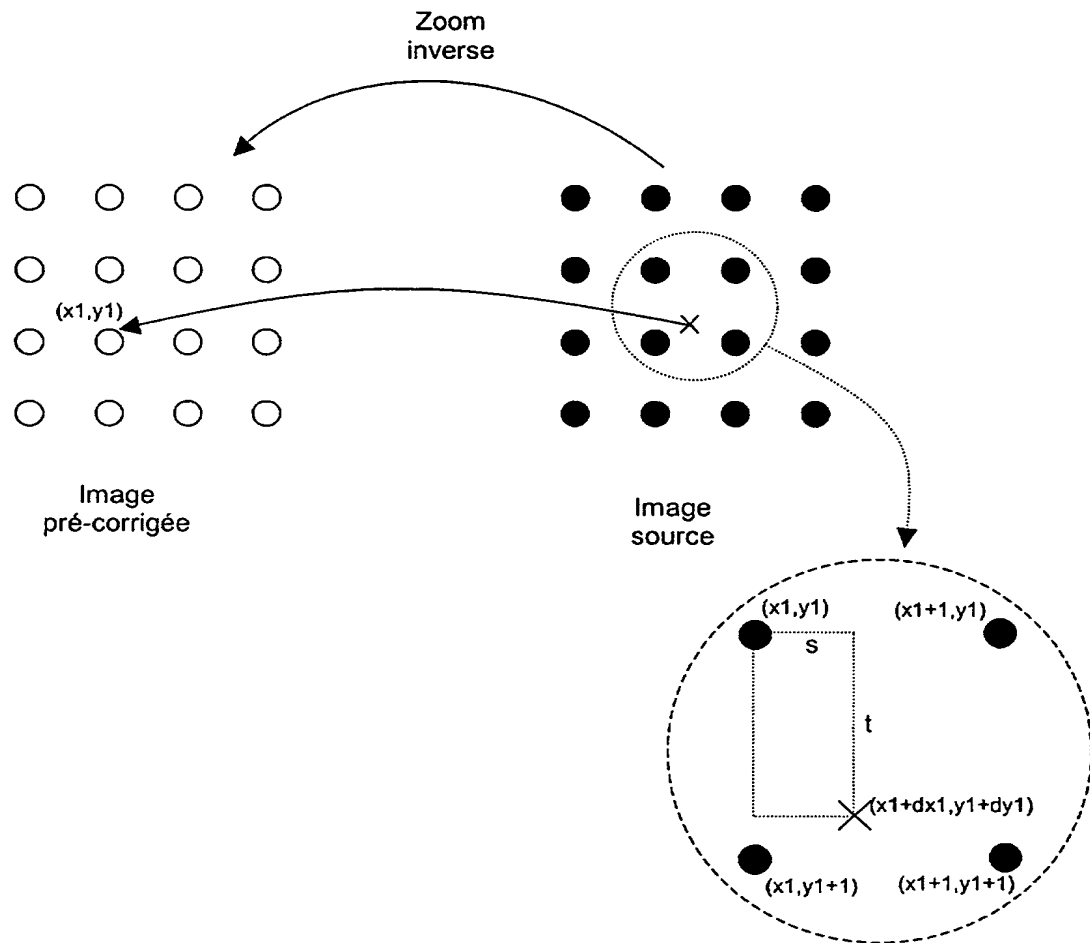 Zoom
inverse
(x1,y1)
Image
pré-corrigée
Image
source
(x1,y1)
(x1+1,y1)
s
t
(x1+dx1,y1+dy1)
(x1,y1+1)
(x1+1,y1+1)